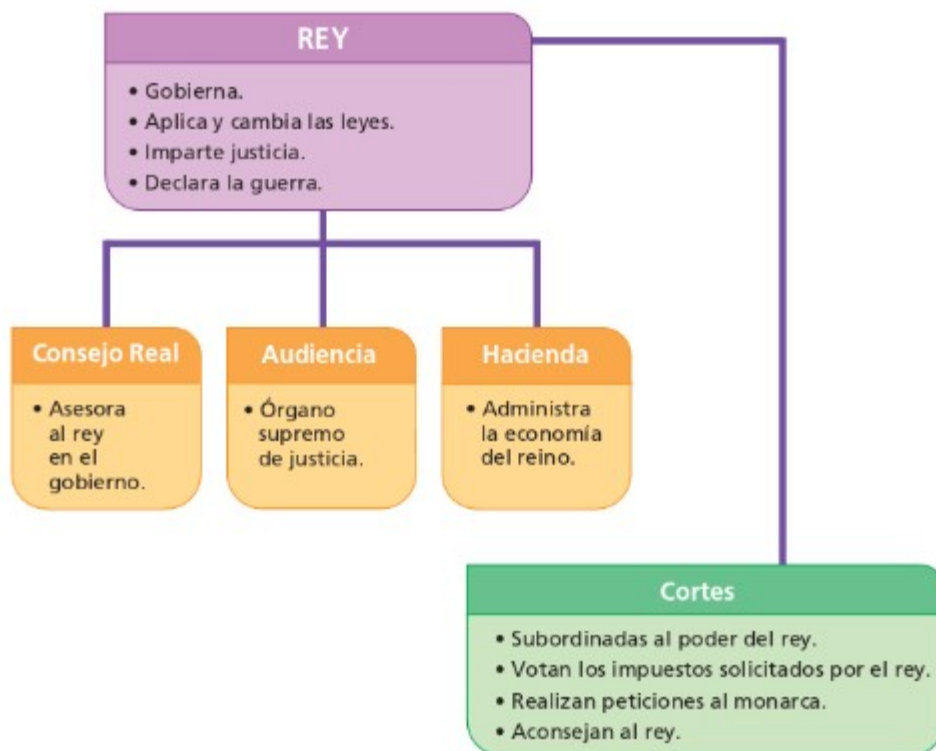 REY
• Gobierna.
• Aplica y cambia las leyes.
• Imparte justicia.
• Declara la guerra.
Consejo Real
• Asesora
al rey
en el
gobierno.
Audiencia
• Órgano
supremo
de justicia.
Hacienda
• Administra
la economía
del reino.
Cortes
• Subordinadas al poder del rey.
• Votan los impuestos solicitados por el rey.
• Realizan peticiones al monarca.
• Aconsejan al rey.